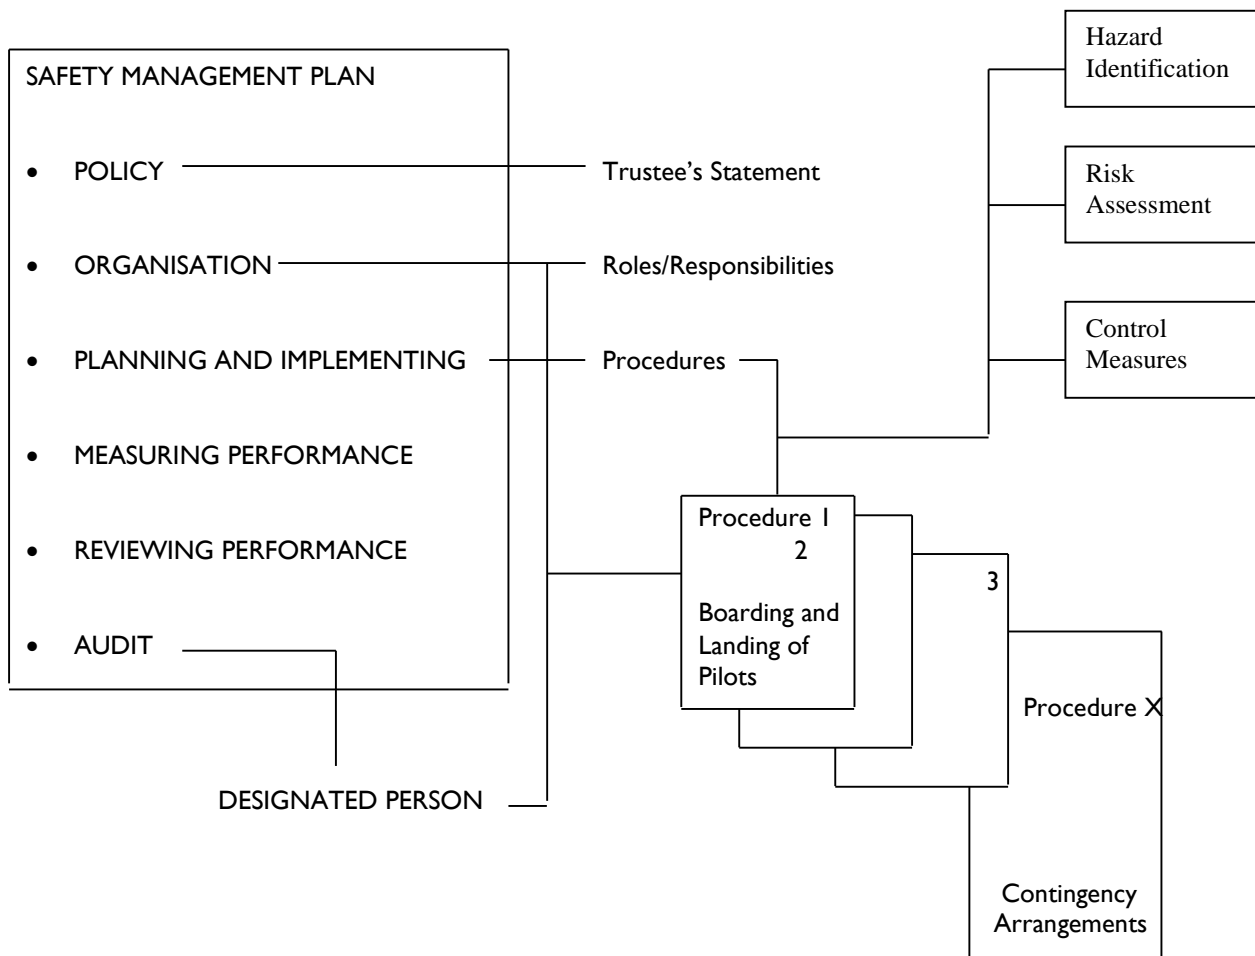 Hazard
Identification
SAFETY MANAGEMENT PLAN
• POLICY
Trustee’s Statement
Risk
Assessment
• ORGANISATION
Roles/Responsibilities
Control
Measures
• PLANNING AND IMPLEMENTING
Procedures
• MEASURING PERFORMANCE
Procedure 1
2
• REVIEWING PERFORMANCE
3
Boarding and
Landing of
Pilots
• AUDIT
Procedure X
DESIGNATED PERSON
Contingency
Arrangements